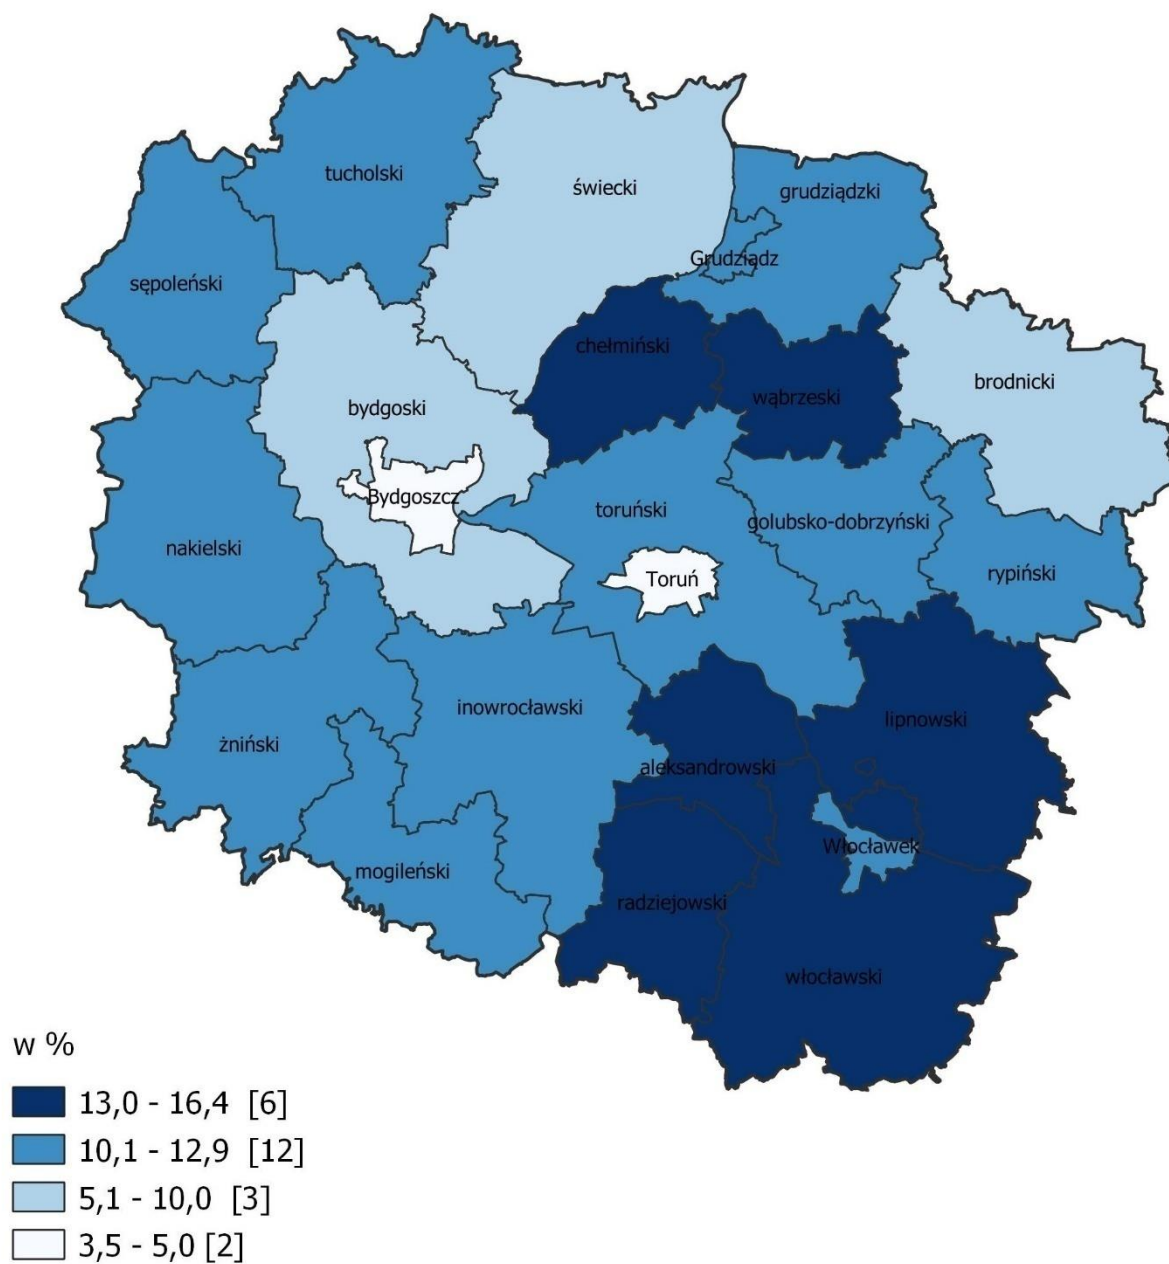 tucholski
świecki
grudziądzki
Grudziądz
sępoleński
chełmiński
wąbrzeski
brodnicki
bydgoski
Bydgoszcz
toruński
golubsko-dobrzyński
nakielski
Toruń
rypiński
inowrocławski
lipnowski
żniński
aleksandrowski
Włocławek
mogileński
radziejowski
włocławski
w %
13,0 - 16,4 [6]
10,1 - 12,9 [12]
5,1 - 10,0 [3]
3,5 - 5,0 [2]